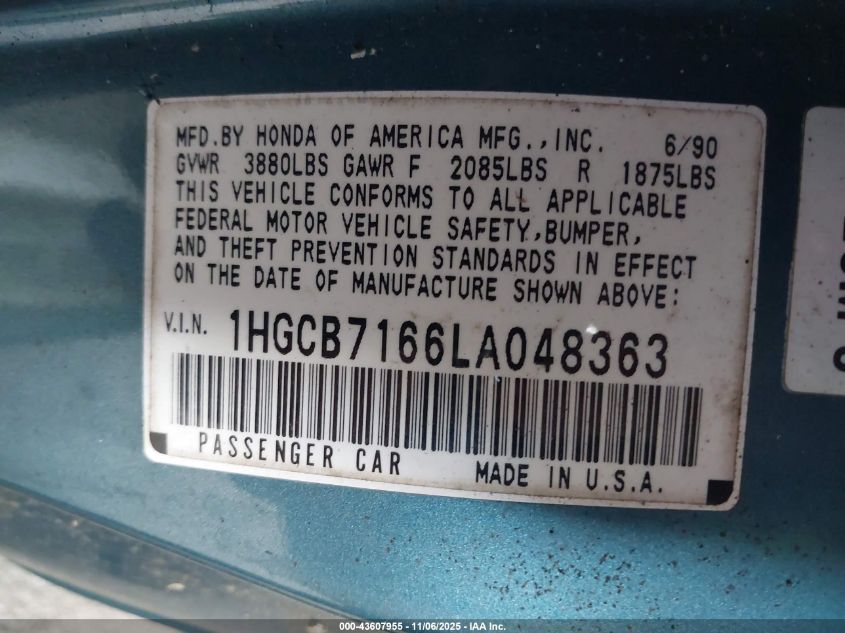 MFD.BY HONDA OF AMERICA MFG.,INC. 6/90
GVWR 3880LBS GAWR F 2085LBS R 1875LBS
THIS VEHICLE CONFORMS TO ALL APPLICABLE
FEDERAL MOTOR VEHICLE SAFETY,BUMPER,
AND THEFT PREVENTION STANDARDS IN EFFECT
ON THE DATE OF MANUFACTURE SHOWN ABOVE:
V.I.N. 1HGCB7166LA048363
PASSENGER CAR MADE IN U.S.A.
000-43607955 - 11/06/2025 - IAA Inc.